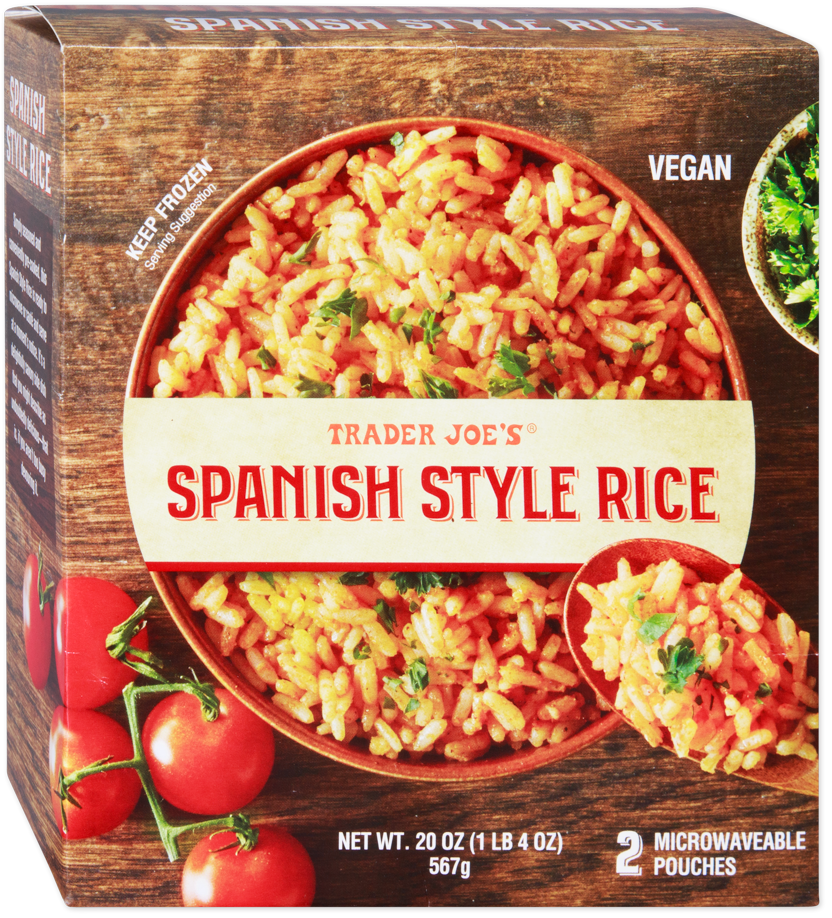 SPANISH STYLE RICE
SPANISH
STYLE RICE
KEEP FROZEN
Serving Suggestion
VEGAN
TRADER JOE'S®
SPANISH STYLE RICE
NET WT. 20 OZ (1 LB 4 OZ)
567g
2 MICROWAVEABLE
POUCHES